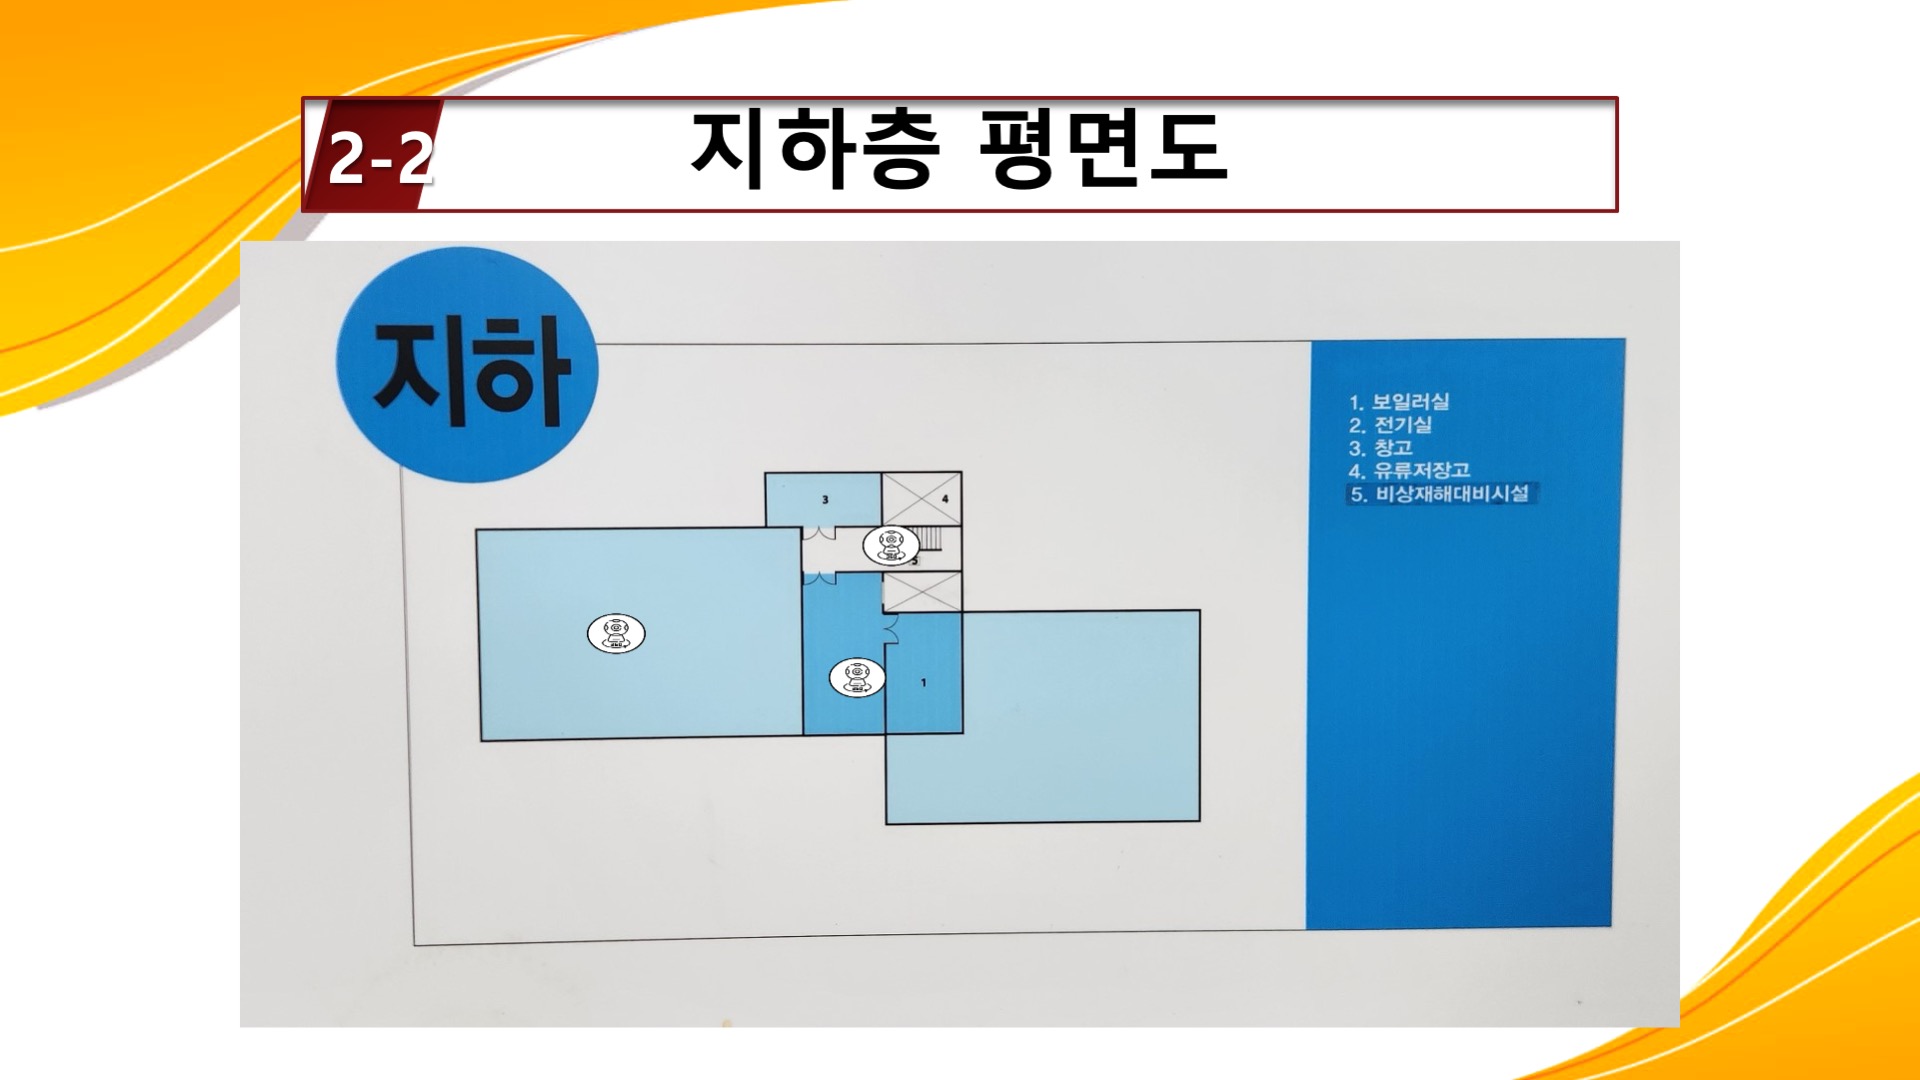 2-2
지하층 평면도
지하
1. 보일러실
2. 전기실
3. 창고
4. 유류저장고
5. 비상재해대비시설
3
4
5
1